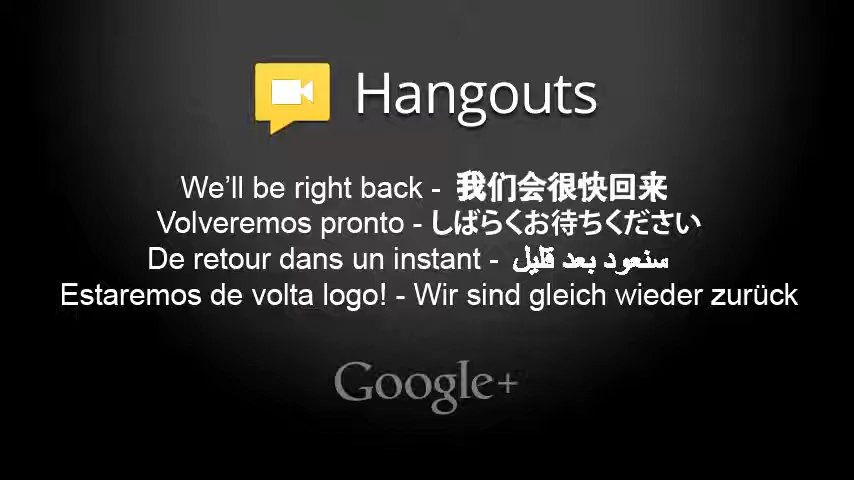 Hangouts
We'll be right back - 我们会很快回来
Volveremos pronto - しばらくお待ちください
De retour dans un instant - سنعود بعد قليل
Estaremos de volta logo! - Wir sind gleich wieder zurück
Google+